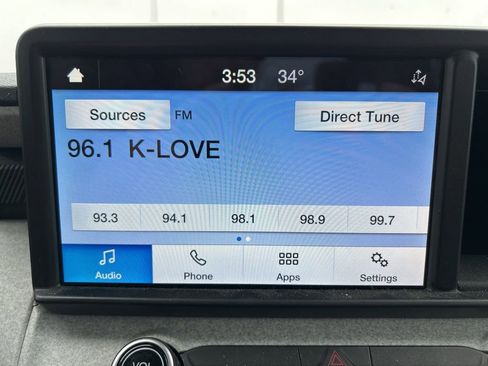 3:53 34°
Sources FM Direct Tune
96.1 K-LOVE
93.3 94.1 98.1 98.9 99.7
Audio Phone Apps Settings
VOL